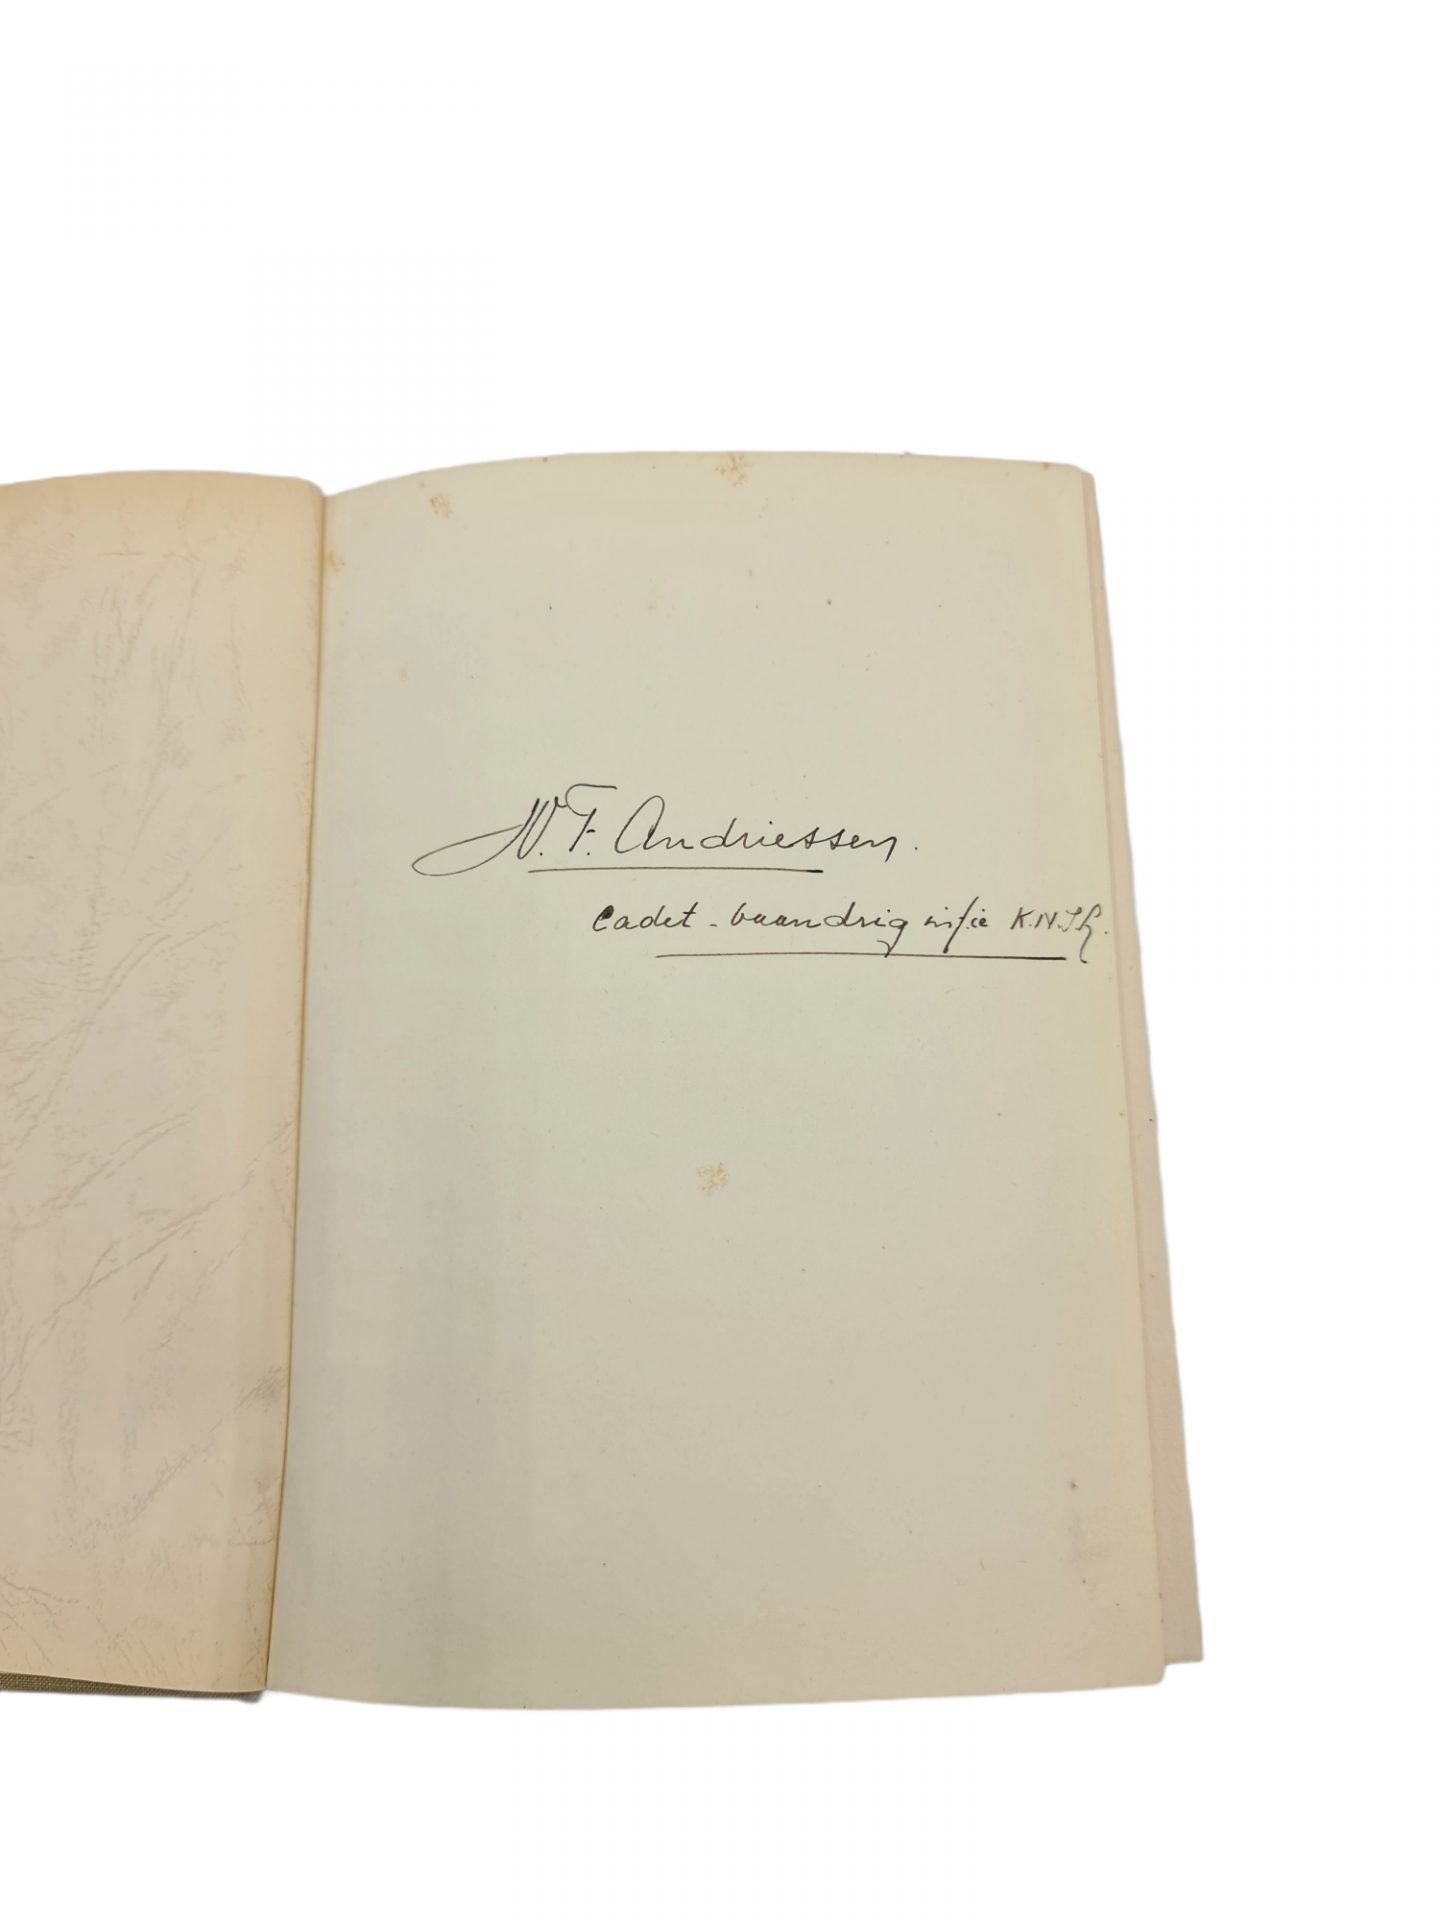 W.F. Andriessen.
Cadet-vaandrig inf.ie K.N.I.L.